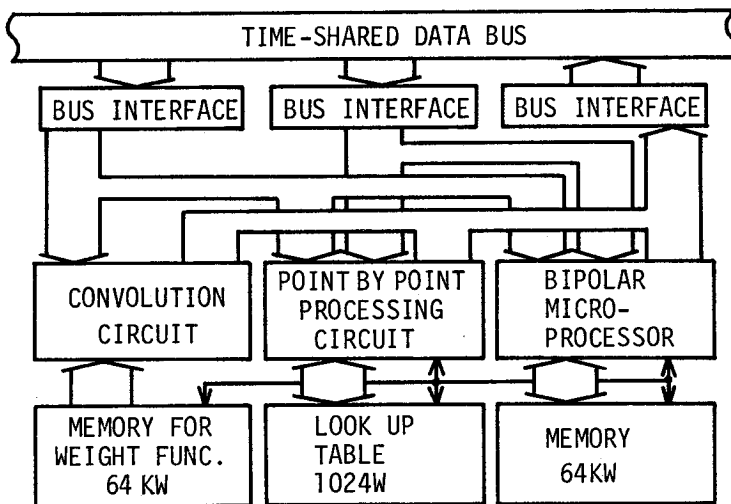 TIME-SHARED DATA BUS
BUS INTERFACE
BUS INTERFACE
BUS INTERFACE
CONVOLUTION
CIRCUIT
POINT BY POINT
PROCESSING
CIRCUIT
BIPOLAR
MICRO-
PROCESSOR
MEMORY FOR
WEIGHT FUNC.
64 KW
LOOK UP
TABLE
1024W
MEMORY
64KW